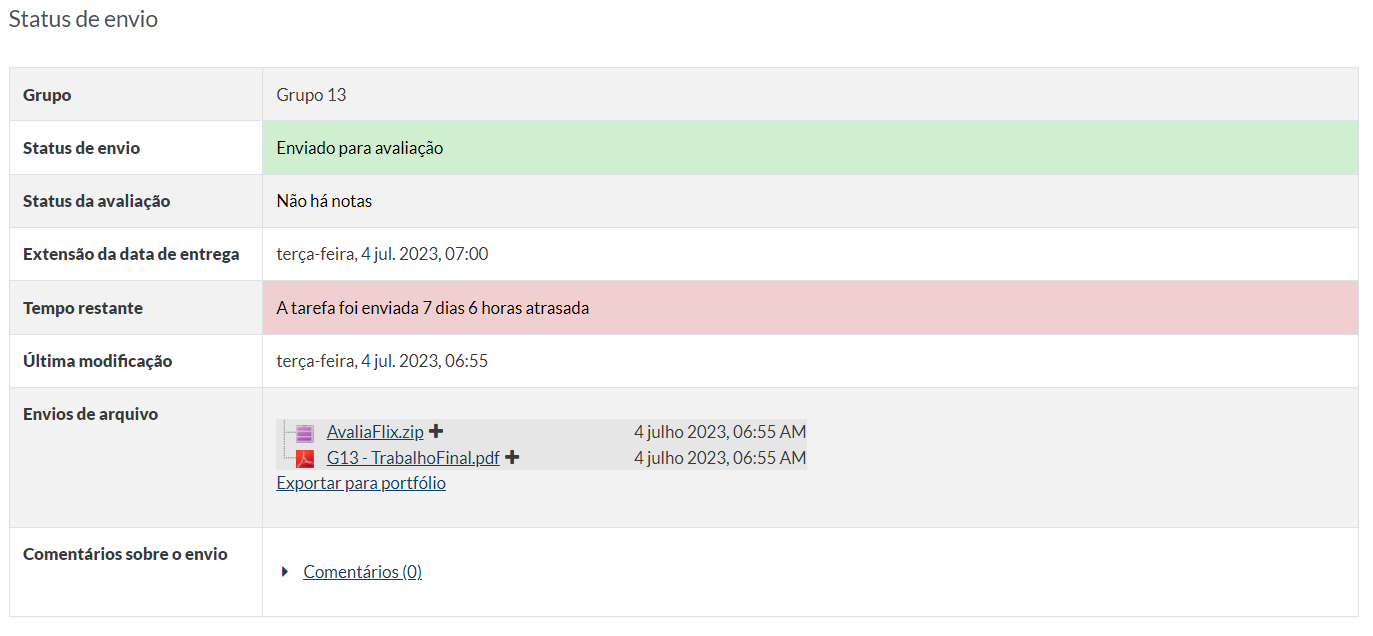 Status de envio
Grupo Grupo 13
Status de envio Enviado para avaliação
Status da avaliação Não há notas
Extensão da data de entrega terça-feira, 4 jul. 2023, 07:00
Tempo restante A tarefa foi enviada 7 dias 6 horas atrasada
Última modificação terça-feira, 4 jul. 2023, 06:55
Envios de arquivo
AvaliaFlix.zip 4 julho 2023, 06:55 AM
G13 - TrabalhoFinal.pdf 4 julho 2023, 06:55 AM
Exportar para portfólio
Comentários sobre o envio
Comentários (0)